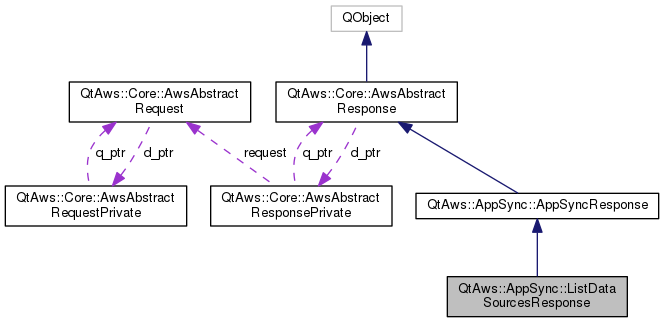 QObject
QtAws::Core::AwsAbstract
Request
QtAws::Core::AwsAbstract
Response
q_ptr
d_ptr
request
q_ptr
d_ptr
QtAws::Core::AwsAbstract
RequestPrivate
QtAws::Core::AwsAbstract
ResponsePrivate
QtAws::AppSync::AppSyncResponse
QtAws::AppSync::ListData
SourcesResponse